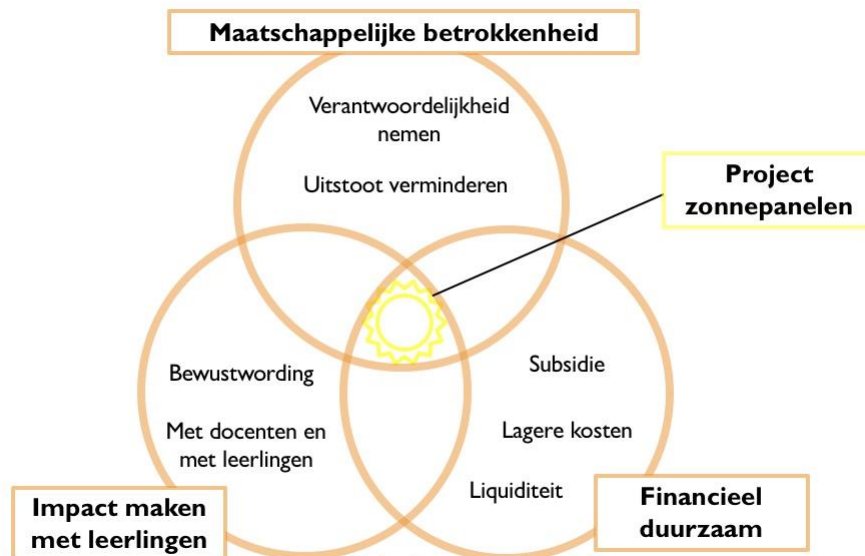 Maatschappelijke betrokkenheid
Verantwoordelijkheid
nemen
Uitstoot verminderen
Project
zonnepanelen
Bewustwording
Met docenten en
met leerlingen
Subsidie
Lagere kosten
Liquiditeit
Impact maken
met leerlingen
Financieel
duurzaam